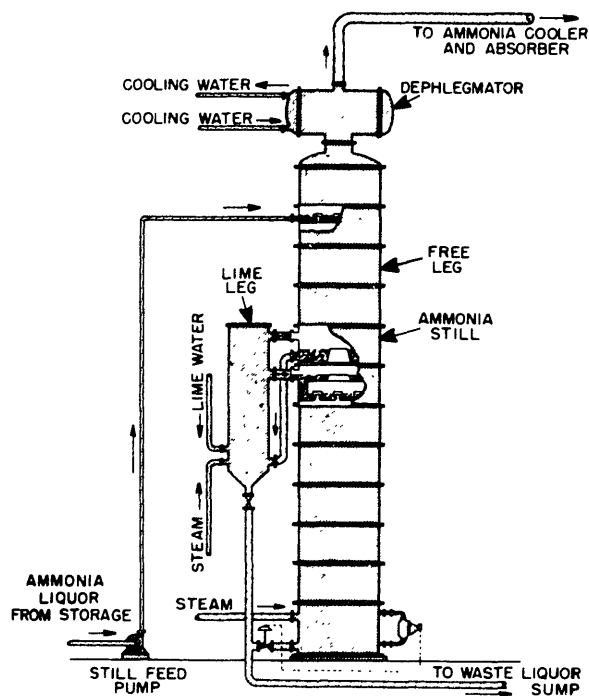 TO AMMONIA COOLER
AND ABSORBER
COOLING WATER
DEPHLEGMATOR
COOLING WATER
FREE
LEG
LIME
LEG
AMMONIA
STILL
LIME WATER
STEAM
AMMONIA
LIQUOR
FROM STORAGE
STEAM
STILL FEED
PUMP
TO WASTE LIQUOR
SUMP